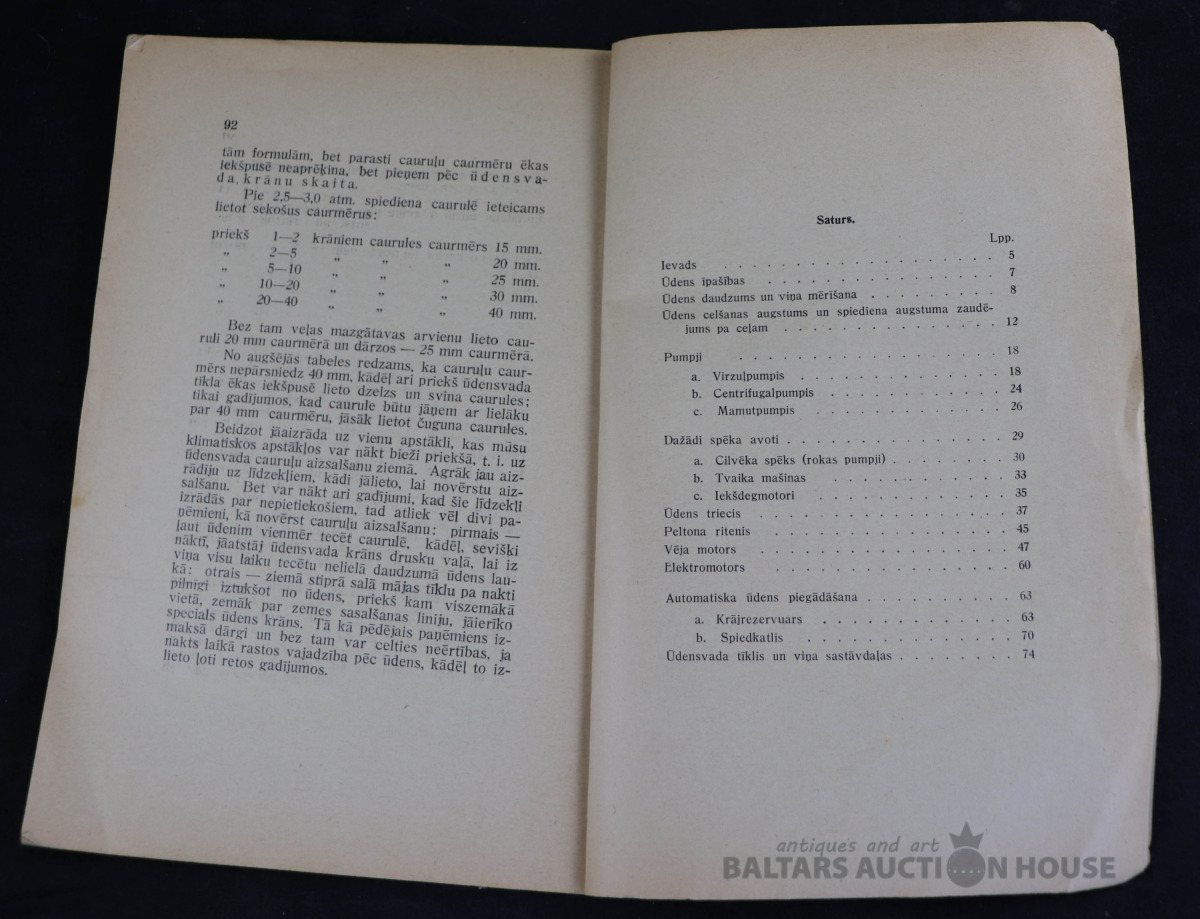 92
tām formulām, bet parasti cauruļu caurmēru ēkas
iekšpusē neaprēķina, bet pieņem pēc ūdensva-
da krānu skaita.
Pie 2,5—3,0 atm. spiediena caurulē ieteicams
lietot sekošus caurmērus:
priekš 1—2 krāniem caurules caurmērs 15 mm.
„ 2—5 „ „ „ 20 mm.
„ 5—10 „ „ „ 25 mm.
„ 10—20 „ „ „ 30 mm.
„ 20—40 „ „ „ 40 mm.
Bez tam veļas mazgātavas arvienu lieto cau-
ruli 20 mm caurmērā un dārzos — 25 mm caurmērā.
No augšējās tabeles redzams, ka cauruļu caur-
mērs nepārsniedz 40 mm, kādēļ ari priekš ūdensvada
tīkla ēkas iekšpusē lieto dzelzs un svina caurules;
tikai gadījumos, kad caurule būtu jāņem ar lielāku
par 40 mm caurmēru, jāsāk lietot čuguna caurules.
Beidzot jāaizrāda uz vienu apstākli, kas mūsu
klimatiskos apstākļos var nākt bieži priekšā, t. i. uz
ūdensvada cauruļu aizsalšanu ziemā. Agrāk jau aiz-
rādīju uz līdzekļiem, kādi jālieto, lai novērstu aiz-
salšanu. Bet var nākt ari gadījumi, kad šie līdzekļi
izrādās par nepietiekošiem, tad atliek vēl divi pa-
ņēmieni, kā novērst cauruļu aizsalšanu: pirmais —
ļaut ūdenim vienmēr tecēt caurulē, kādēļ, sevišķi
nāktī, jāatstāj ūdensvada krāns drusku vaļā, lai iz
viņa visu laiku tecētu nelielā daudzumā ūdens lau-
kā; otrais — ziemā stiprā salā mājas tīklu pa nakti
pilnīgi iztukšot no ūdens, priekš kam viszemākā
vietā, zemāk par zemes sasalšanas liniju, jāierīko
specials ūdens krāns. Tā kā pēdējais paņēmiens iz-
maksā dārgi un bez tam var celties neērtības, ja
nakts laikā rastos vajadzība pēc ūdens, kādēļ to iz-
lieto ļoti retos gadījumos.
Saturs.
Lpp.
Ievads . . . . . . . . . . . . . . . . . . . 5
Ūdens īpašības . . . . . . . . . . . . . . . . 7
Ūdens daudzums un viņa mērīšana . . . . . . . . . 8
Ūdens celšanas augstums un spiediena augstuma zaudē-
jums pa ceļam . . . . . . . . . . . . . . . 12
Pumpji . . . . . . . . . . . . . . . . . . 18
a. Virzuļpumpis . . . . . . . . . . . . . . 18
b. Centrifugalpumpis . . . . . . . . . . . . 24
c. Mamutpumpis . . . . . . . . . . . . . . 26
Dažādi spēka avoti . . . . . . . . . . . . . . . 29
a. Cilvēka spēks (rokas pumpji) . . . . . . . . 30
b. Tvaika mašinas . . . . . . . . . . . . . 33
c. Iekšdegmotori . . . . . . . . . . . . . 35
Ūdens triecis . . . . . . . . . . . . . . . . . 37
Peltona ritenis . . . . . . . . . . . . . . . . 45
Vēja motors . . . . . . . . . . . . . . . . . 47
Elektromotors . . . . . . . . . . . . . . . . 60
Automatiska ūdens piegādāšana . . . . . . . . . . 63
a. Krājrezervuars . . . . . . . . . . . . . 63
b. Spiedkatlis . . . . . . . . . . . . . . 70
Ūdensvada tīklis un viņa sastāvdaļas . . . . . . . . 74
antiques and art
BALTARS AUCTION HOUSE